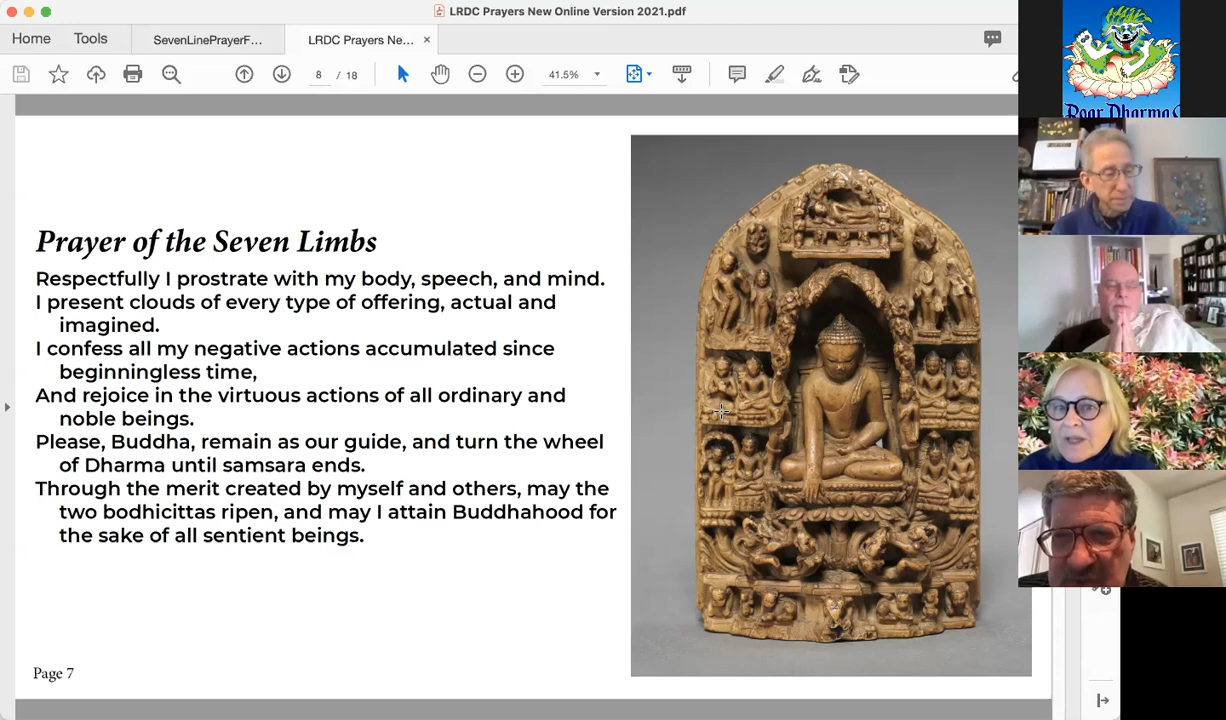 LRDC Prayers New Online Version 2021.pdf
Home Tools SevenLinePrayerF... LRDC Prayers Ne... ×
8 / 18 41.5%
Roar Dharma
Prayer of the Seven Limbs
Respectfully I prostrate with my body, speech, and mind.
I present clouds of every type of offering, actual and
imagined.
I confess all my negative actions accumulated since
beginningless time,
And rejoice in the virtuous actions of all ordinary and
noble beings.
Please, Buddha, remain as our guide, and turn the wheel
of Dharma until samsara ends.
Through the merit created by myself and others, may the
two bodhicittas ripen, and may I attain Buddhahood for
the sake of all sentient beings.
Page 7